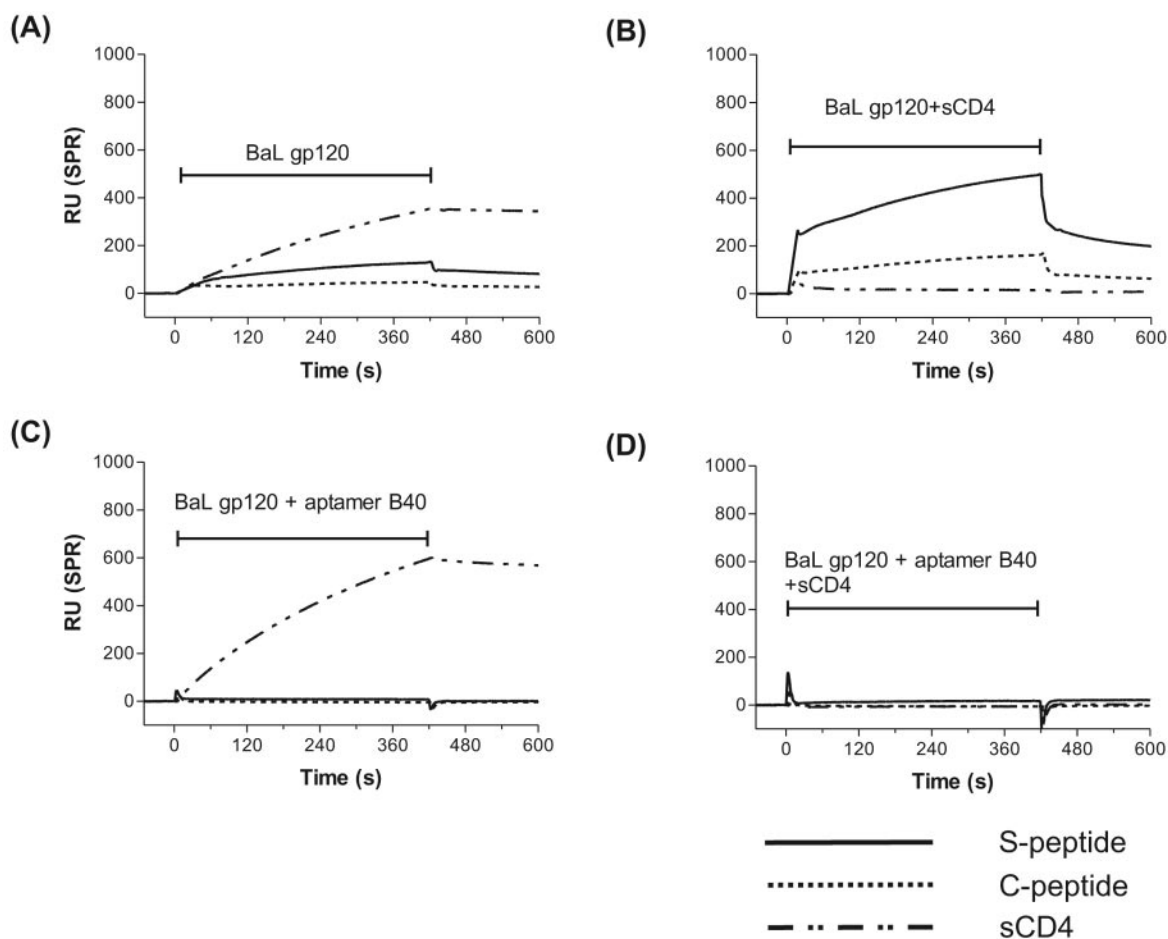 (A)
1000
800
600
400
200
0
RU (SPR)
BaL gp120
0 120 240 360 480 600
Time (s)
(B)
1000
800
600
400
200
0
BaL gp120+sCD4
0 120 240 360 480 600
Time (s)
(C)
1000
800
600
400
200
0
RU (SPR)
BaL gp120 + aptamer B40
0 120 240 360 480 600
Time (s)
(D)
1000
800
600
400
200
0
BaL gp120 + aptamer B40
+sCD4
0 120 240 360 480 600
Time (s)
S-peptide
C-peptide
sCD4